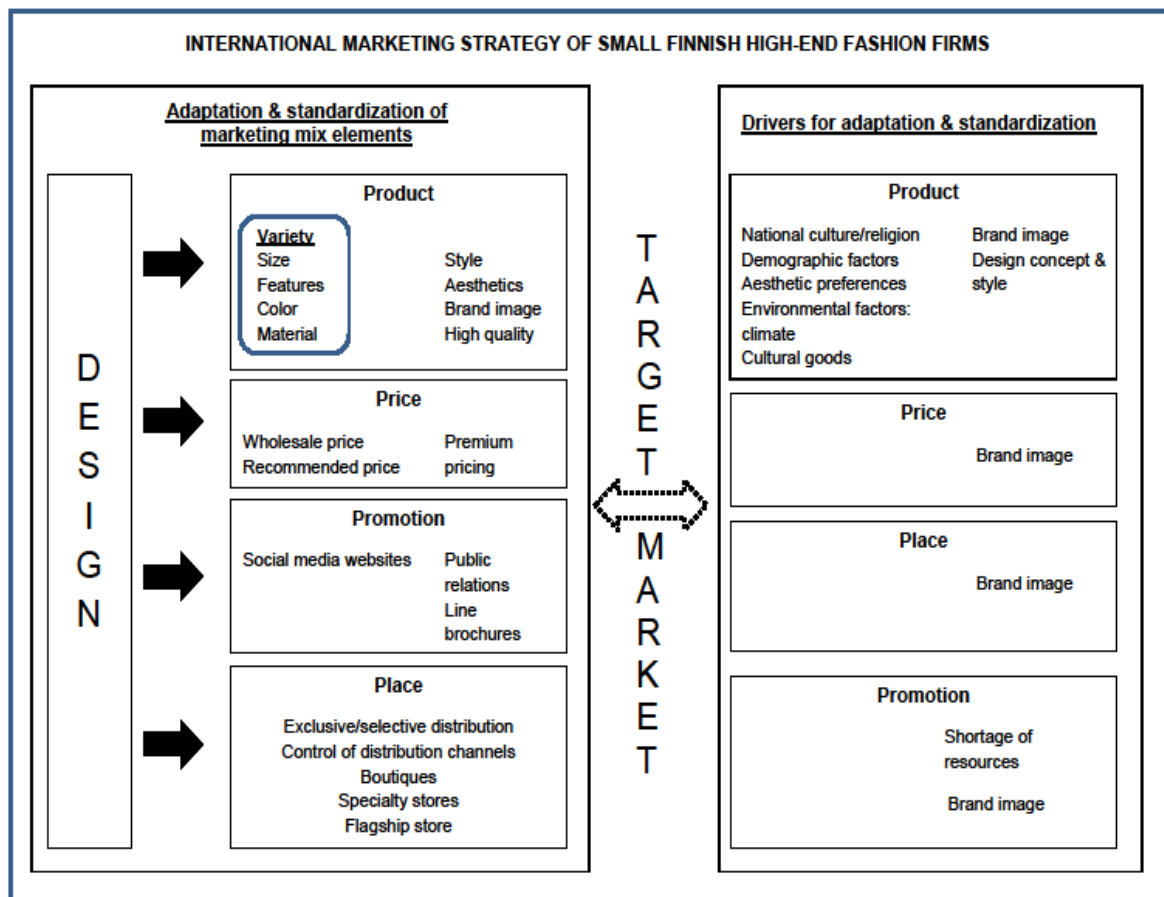 INTERNATIONAL MARKETING STRATEGY OF SMALL FINNISH HIGH-END FASHION FIRMS
Adaptation & standardization of
marketing mix elements
DESIGN
Product
Variety
Size
Features
Color
Material
Style
Aesthetics
Brand image
High quality
Price
Wholesale price
Recommended price
Premium
pricing
Promotion
Social media websites
Public
relations
Line
brochures
Place
Exclusive/selective distribution
Control of distribution channels
Boutiques
Specialty stores
Flagship store
TARGET MARKET
Drivers for adaptation & standardization
Product
National culture/religion
Demographic factors
Aesthetic preferences
Environmental factors:
climate
Cultural goods
Brand image
Design concept &
style
Price
Brand image
Place
Brand image
Promotion
Shortage of
resources
Brand image